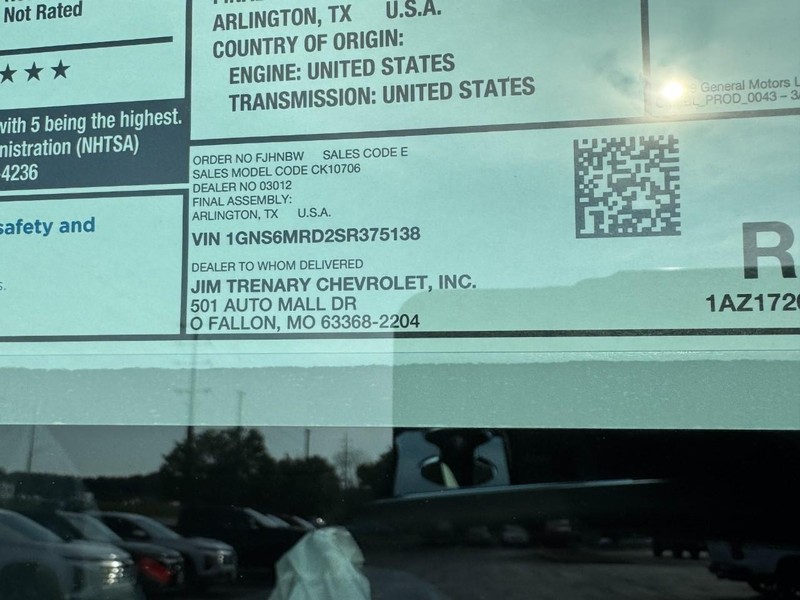 Not Rated
★★★
with 5 being the highest.
(NHTSA)
-4236
safety and
ARLINGTON, TX U.S.A.
COUNTRY OF ORIGIN:
ENGINE: UNITED STATES
TRANSMISSION: UNITED STATES
General Motors L
PROD_0043 – 3/
ORDER NO FJHNBW SALES CODE E
SALES MODEL CODE CK10706
DEALER NO 03012
FINAL ASSEMBLY:
ARLINGTON, TX U.S.A.
VIN 1GNS6MRD2SR375138
DEALER TO WHOM DELIVERED
JIM TRENARY CHEVROLET, INC.
501 AUTO MALL DR
O FALLON, MO 63368-2204
R
1AZ172